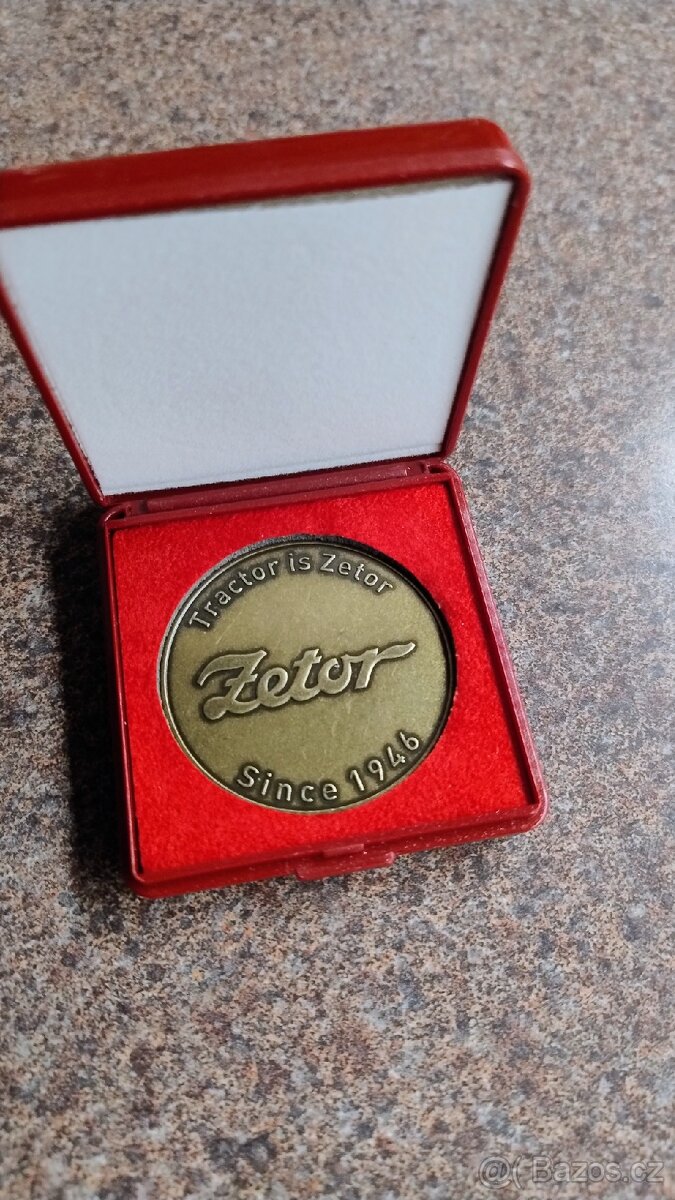 Tractor is Zetor
Zetor
Since 1946
@( Bazos.cz